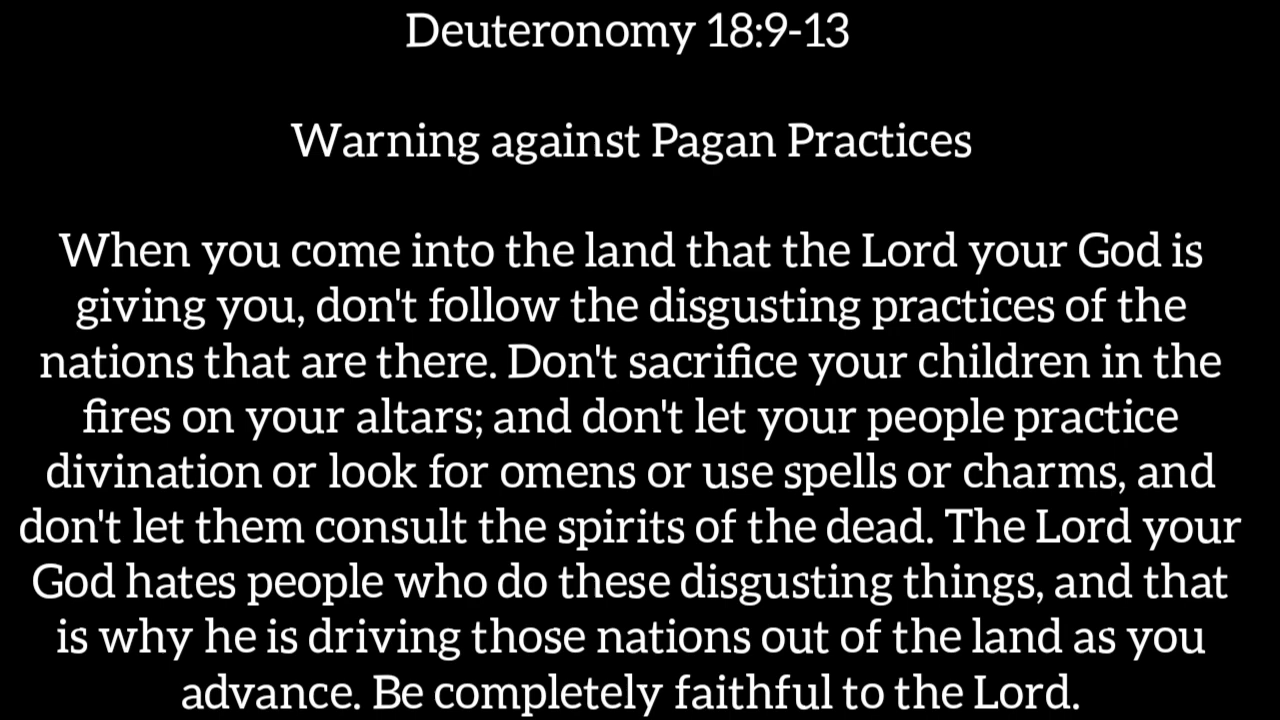 Deuteronomy 18:9-13
Warning against Pagan Practices
When you come into the land that the Lord your God is
giving you, don't follow the disgusting practices of the
nations that are there. Don't sacrifice your children in the
fires on your altars; and don't let your people practice
divination or look for omens or use spells or charms, and
don't let them consult the spirits of the dead. The Lord your
God hates people who do these disgusting things, and that
is why he is driving those nations out of the land as you
advance. Be completely faithful to the Lord.